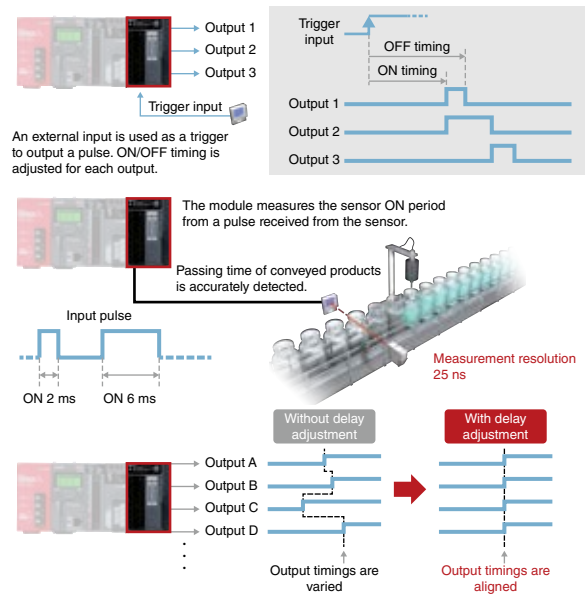 Output 1
Output 2
Output 3
Trigger input
An external input is used as a trigger
to output a pulse. ON/OFF timing is
adjusted for each output.
Trigger
input
OFF timing
ON timing
Output 1
Output 2
Output 3
The module measures the sensor ON period
from a pulse received from the sensor.
Passing time of conveyed products
is accurately detected.
Input pulse
ON 2 ms
ON 6 ms
Measurement resolution
25 ns
Without delay
adjustment
With delay
adjustment
Output A
Output B
Output C
Output D
Output timings are
varied
Output timings are
aligned